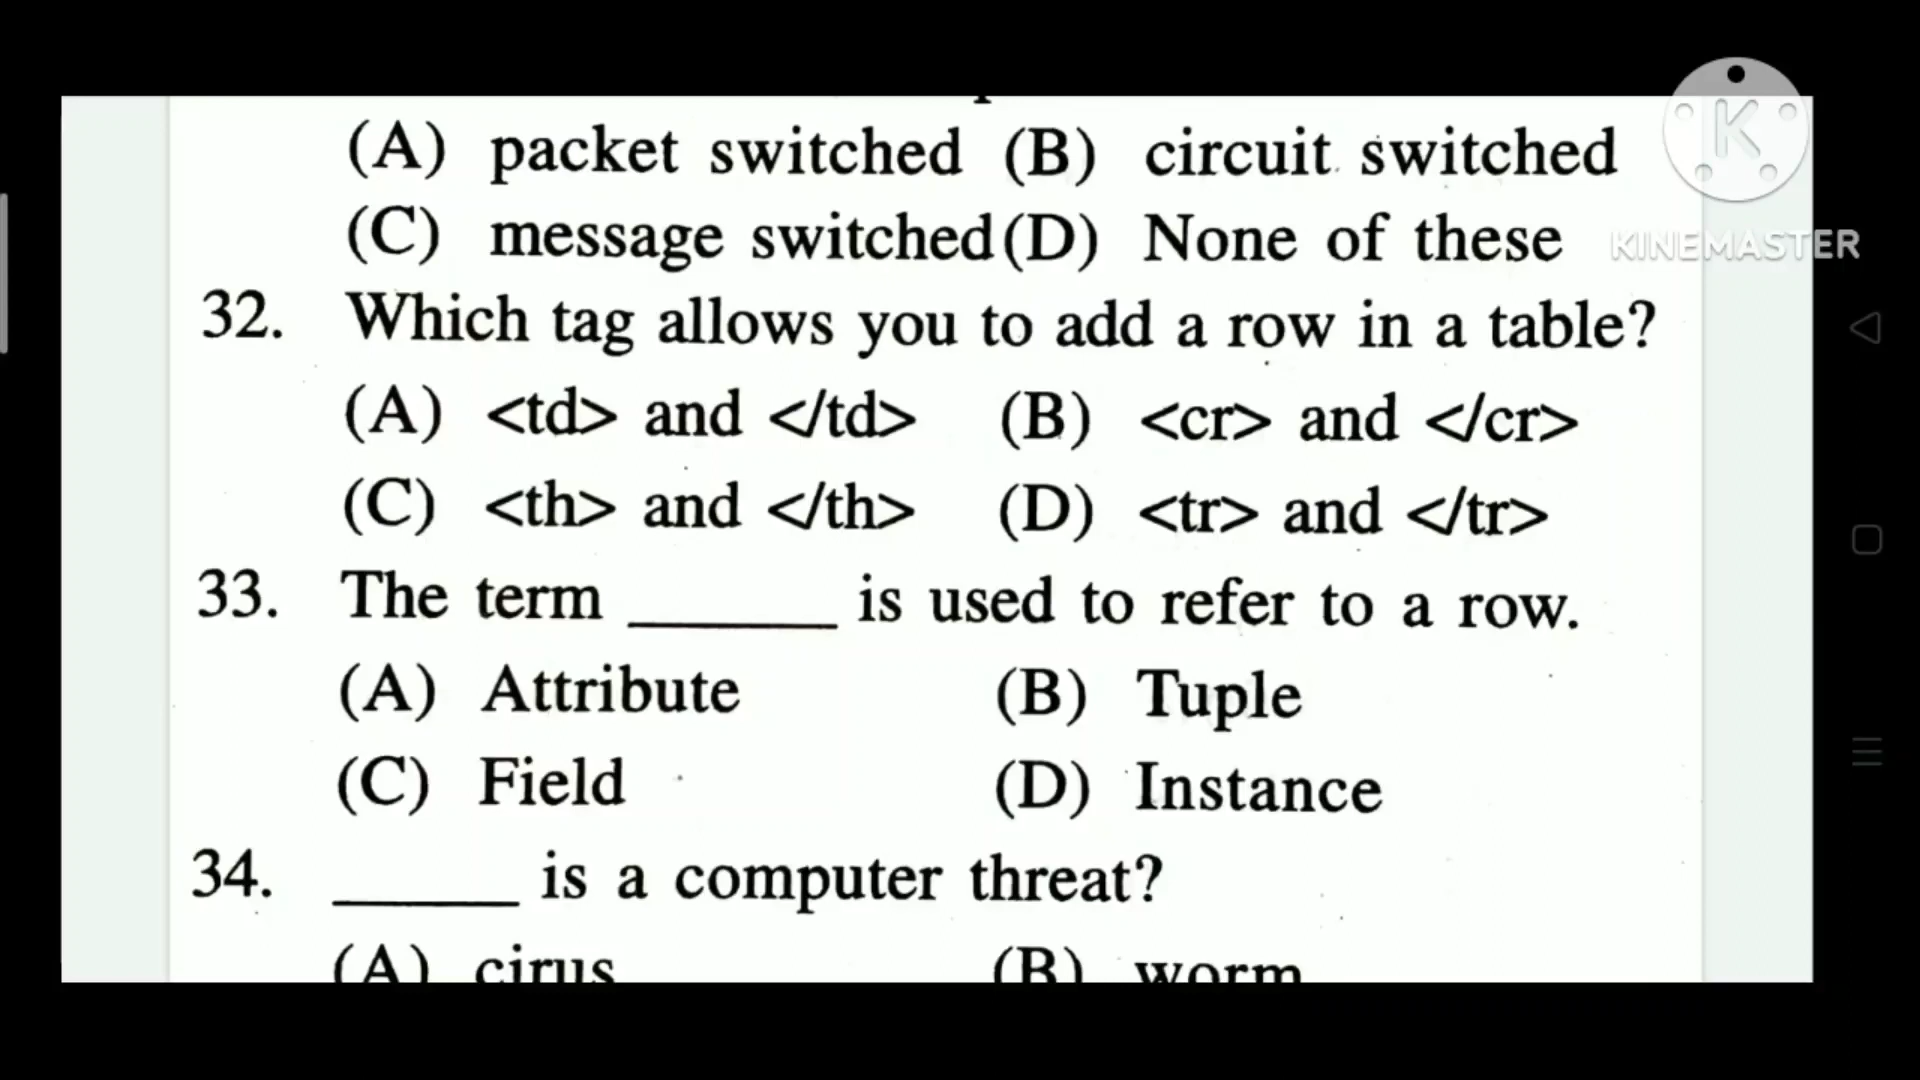 (A) packet switched (B) circuit switched
(C) message switched (D) None of these
KINEMASTER
32. Which tag allows you to add a row in a table?
(A) <td> and </td> (B) <cr> and </cr>
(C) <th> and </th> (D) <tr> and </tr>
33. The term ______ is used to refer to a row.
(A) Attribute (B) Tuple
(C) Field (D) Instance
34. ______ is a computer threat?
(A) cirus (B) worm